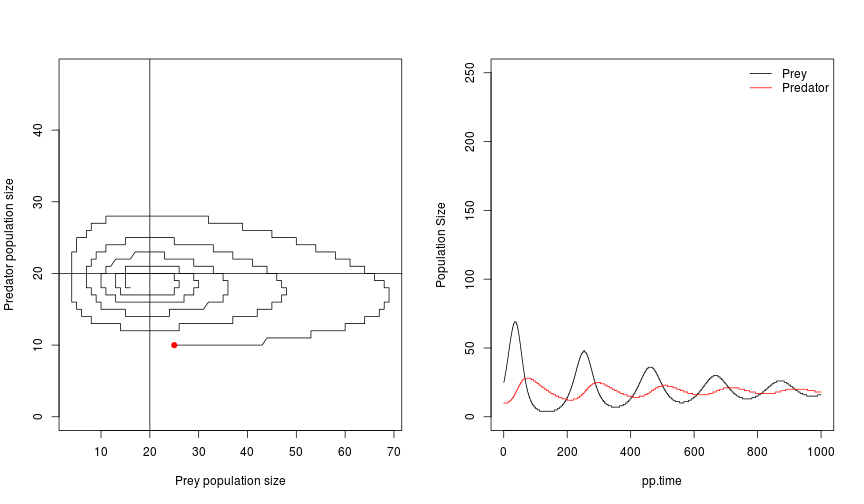 Predator population size
40
30
20
10
0
10 20 30 40 50 60 70
Prey population size
Population Size
250
200
150
100
50
0
Prey
Predator
0 200 400 600 800 1000
pp.time